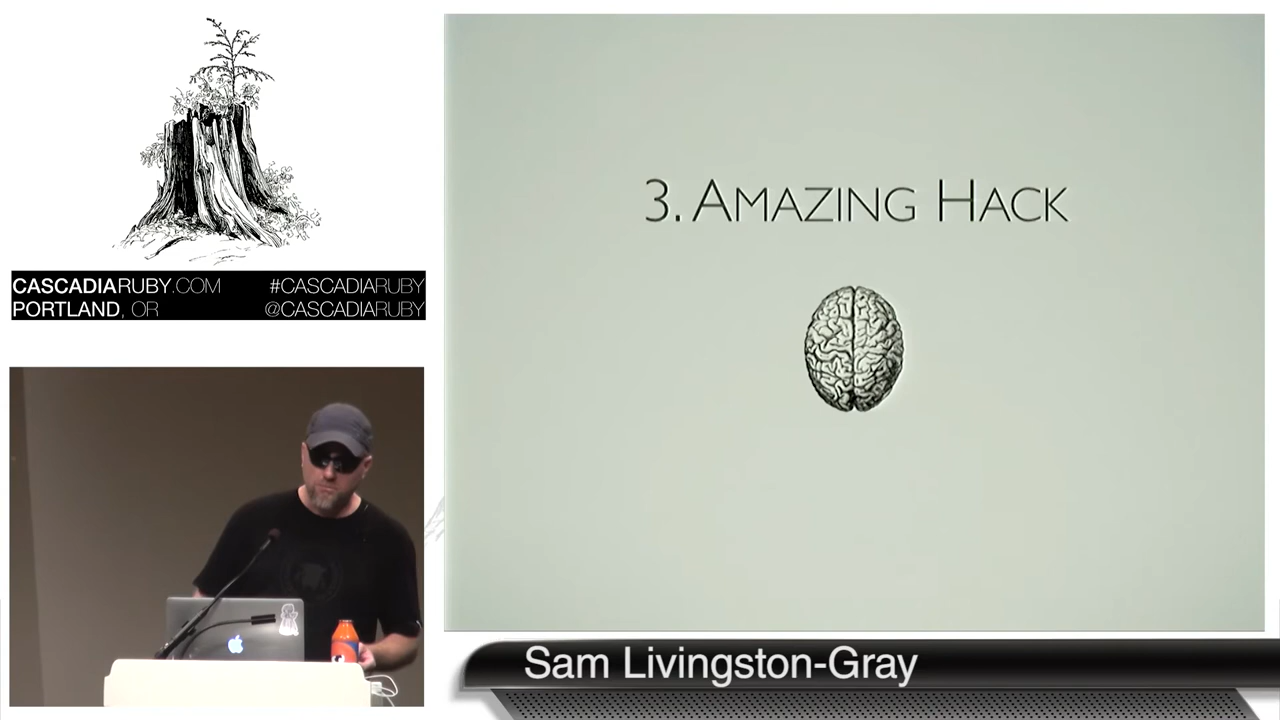 CASCADIARUBY.COM #CASCADIARUBY
PORTLAND, OR @CASCADIARUBY
3. AMAZING HACK
Sam Livingston-Gray